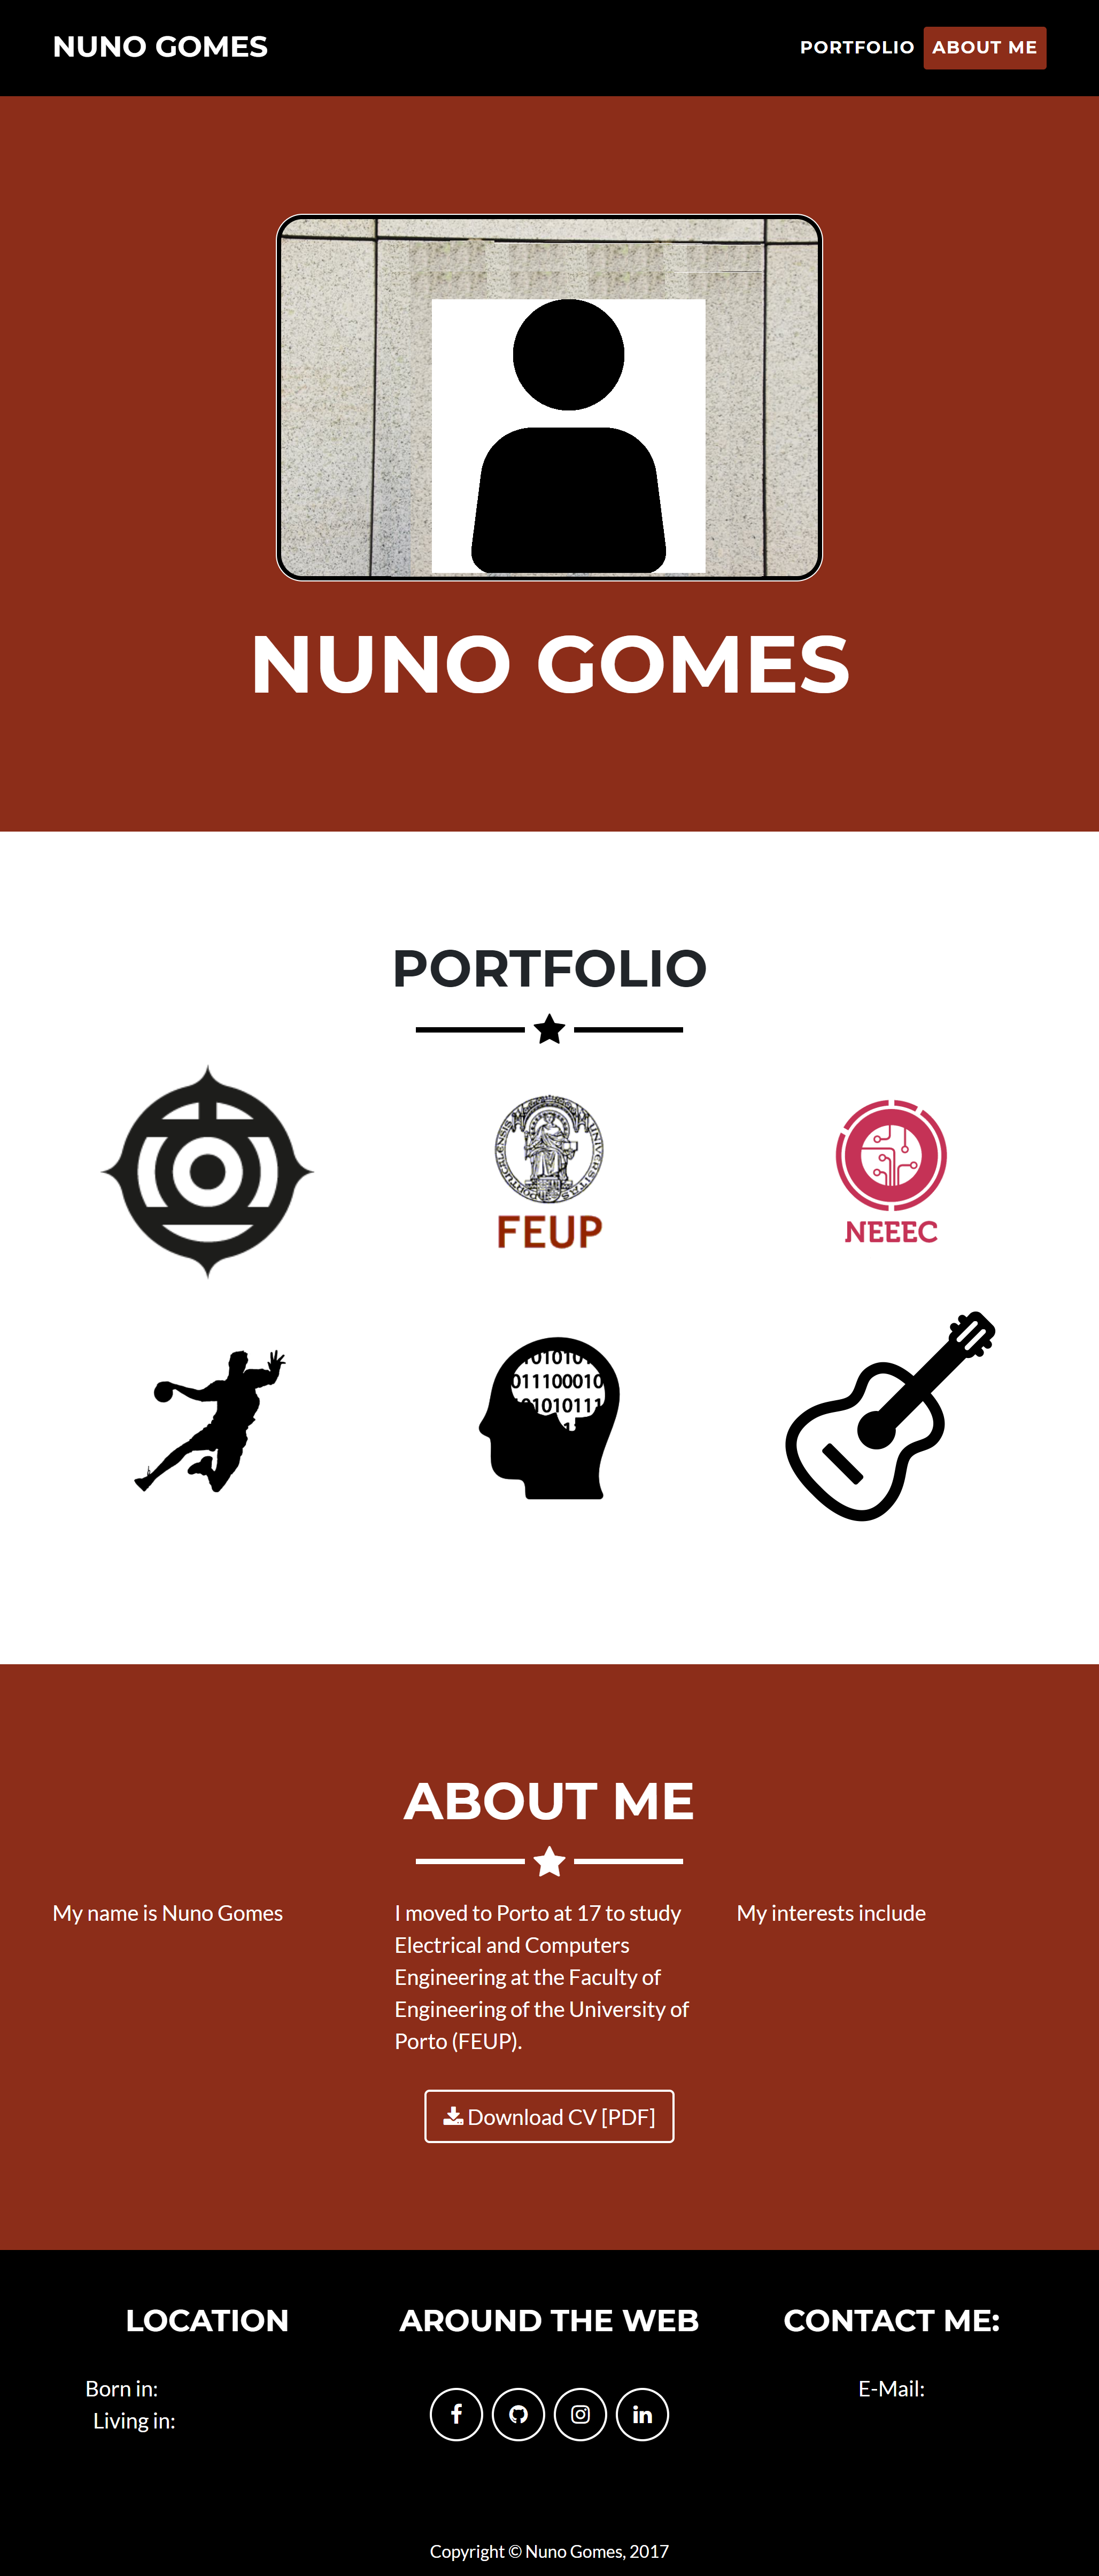 NUNO GOMES
PORTFOLIO
ABOUT ME
NUNO GOMES
PORTFOLIO
UNIVERSITAS
PORTUCALENSIS
FEUP
NEEEC
011100010
ABOUT ME
My name is Nuno Gomes
I moved to Porto at 17 to study
Electrical and Computers
Engineering at the Faculty of
Engineering of the University of
Porto (FEUP).
My interests include
Download CV [PDF]
LOCATION
Born in:
Living in:
AROUND THE WEB
CONTACT ME:
E-Mail:
Copyright © Nuno Gomes, 2017